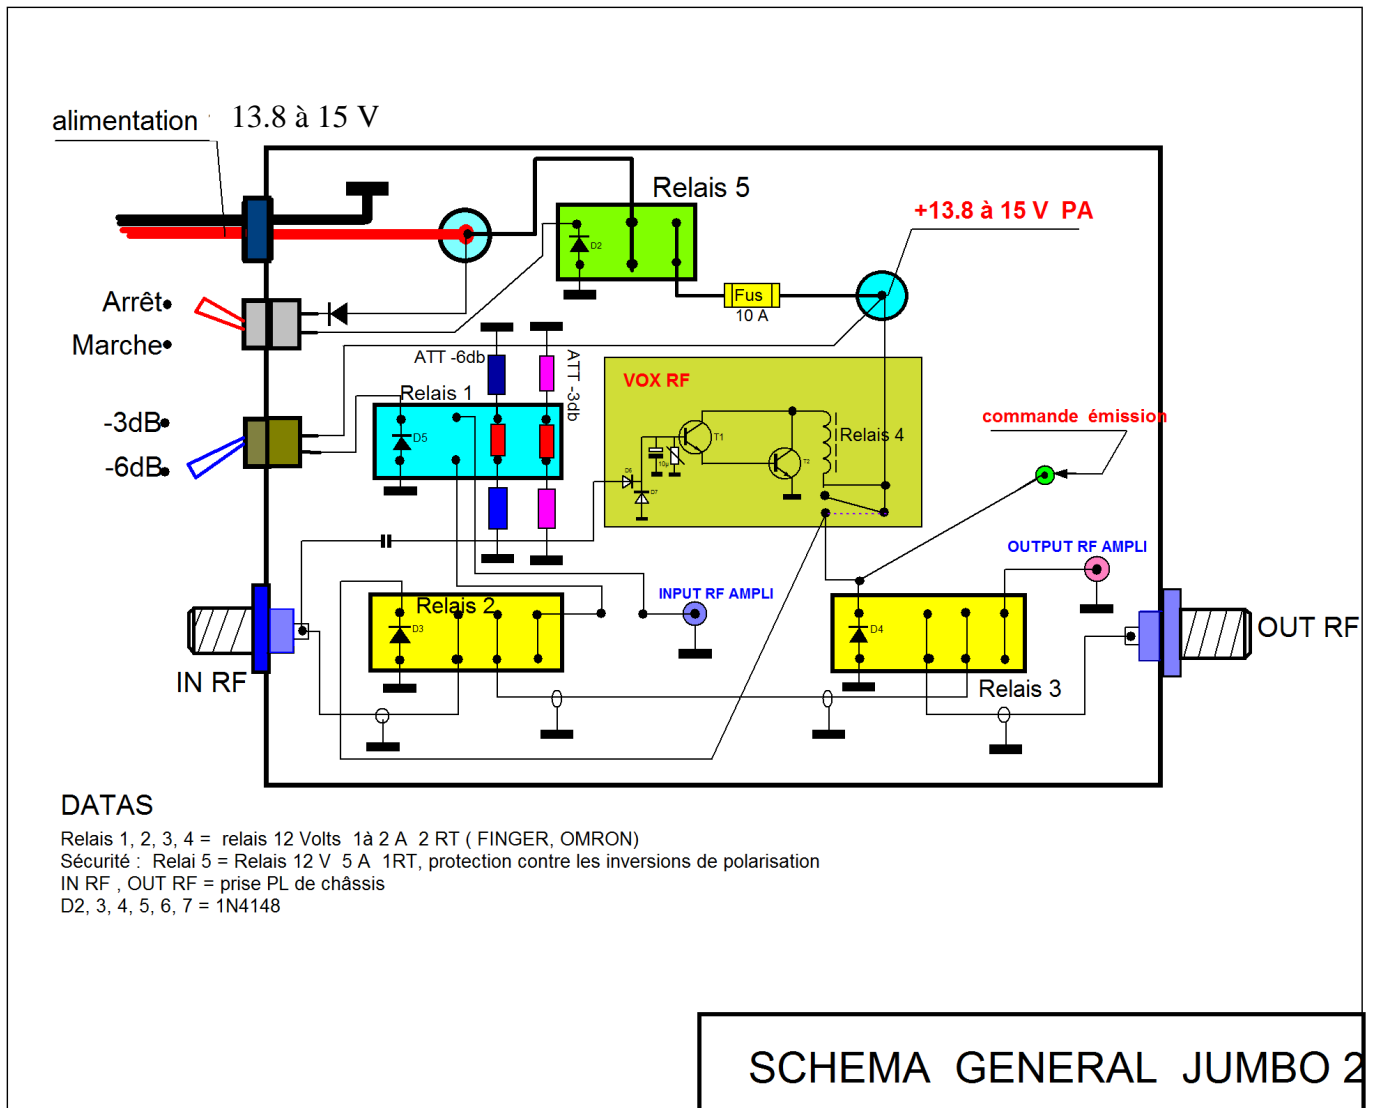 alimentation 13.8 à 15 V
Relais 5
+13.8 à 15 V PA
D2
Arrêt
Fus
10 A
Marche
ATT -6db
ATT -3db
VOX RF
Relais 1
-3dB
commande émission
D5
T1
Relais 4
-6dB
10µ
T2
D6
D7
OUTPUT RF AMPLI
INPUT RF AMPLI
Relais 2
D3
D4
OUT RF
IN RF
Relais 3
DATAS
Relais 1, 2, 3, 4 = relais 12 Volts 1à 2 A 2 RT ( FINGER, OMRON)
Sécurité : Relai 5 = Relais 12 V 5 A 1RT, protection contre les inversions de polarisation
IN RF , OUT RF = prise PL de châssis
D2, 3, 4, 5, 6, 7 = 1N4148
SCHEMA GENERAL JUMBO 2